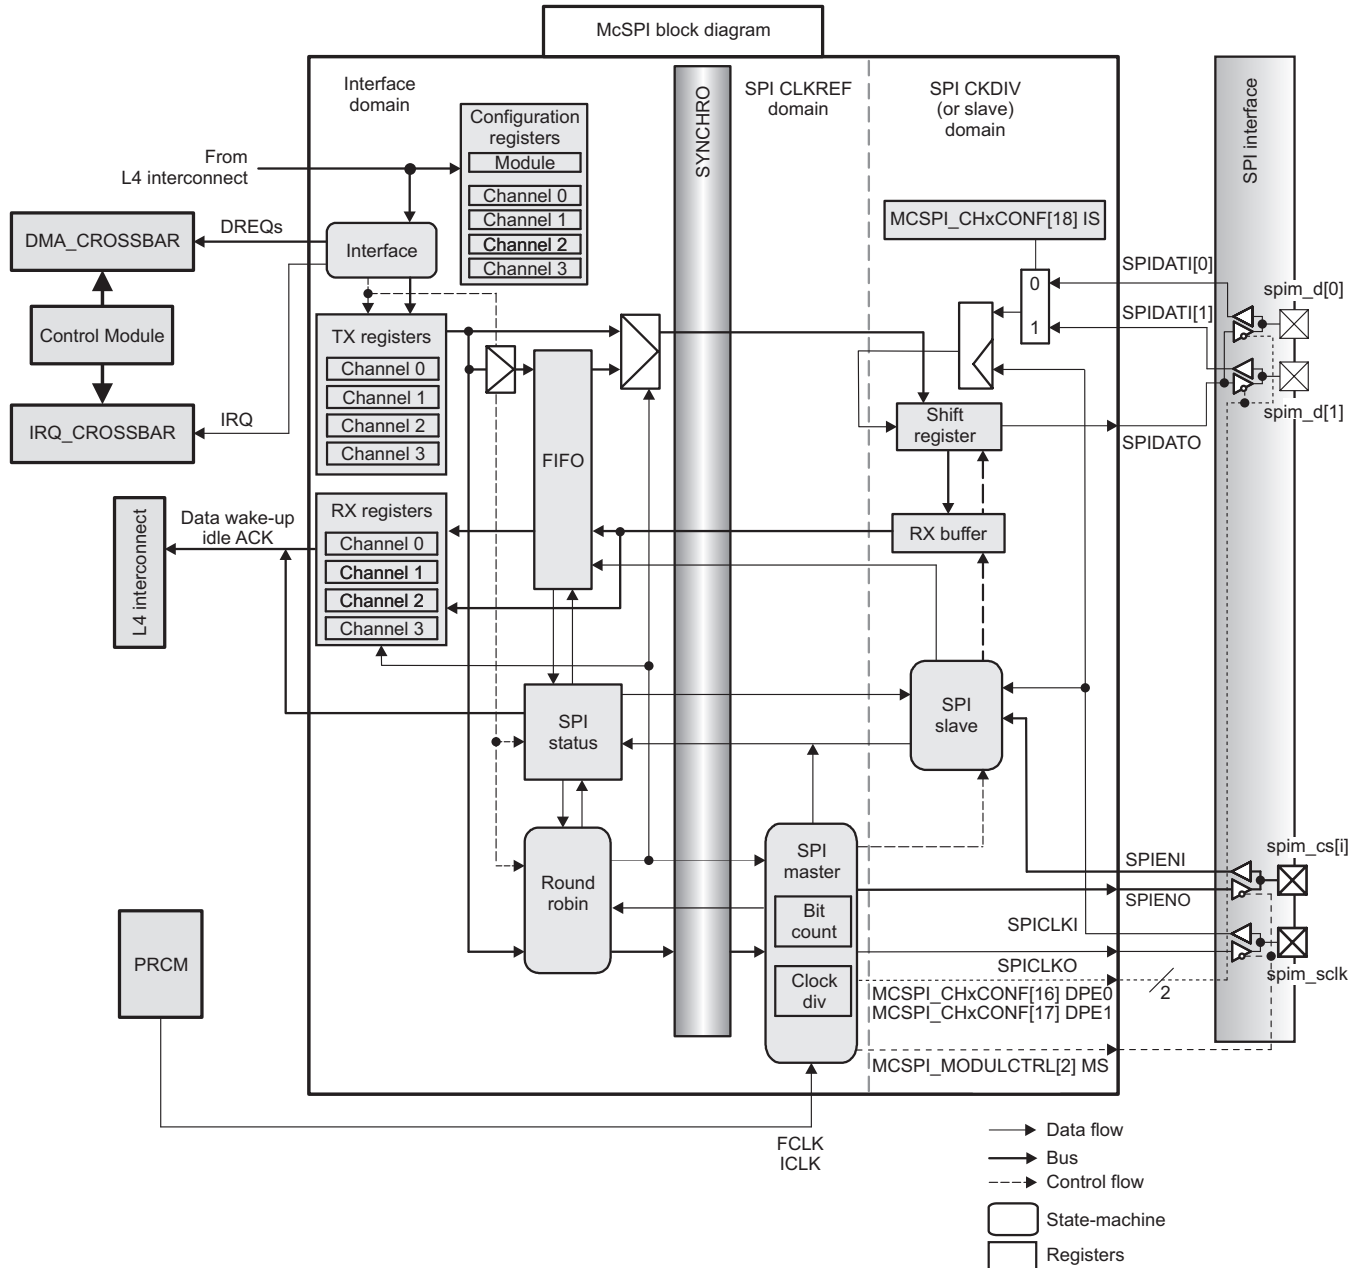 McSPI block diagram
Interface
domain
SPI CLKREF
domain
SPI CKDIV
(or slave)
domain
SYNCHRO
SPI interface
Configuration
registers
Module
Channel 0
Channel 1
Channel 2
Channel 3
From
L4 interconnect
DMA_CROSSBAR
DREQs
Interface
MCSPI_CHxCONF[18] IS
SPIDATI[0]
0
1
spim_d[0]
Control Module
SPIDATI[1]
TX registers
Channel 0
Channel 1
Channel 2
Channel 3
IRQ_CROSSBAR
IRQ
FIFO
Shift
register
SPIDATO
spim_d[1]
L4 interconnect
Data wake-up
idle ACK
RX registers
Channel 0
Channel 1
Channel 2
Channel 3
RX buffer
SPI
status
SPI
slave
Round
robin
SPI
master
Bit
count
Clock
div
SPIENI
SPIENO
spim_cs[i]
SPICLKI
SPICLKO
spim_sclk
PRCM
MCSPI_CHxCONF[16] DPE0
MCSPI_CHxCONF[17] DPE1
2
MCSPI_MODULCTRL[2] MS
FCLK
ICLK
Data flow
Bus
Control flow
State-machine
Registers